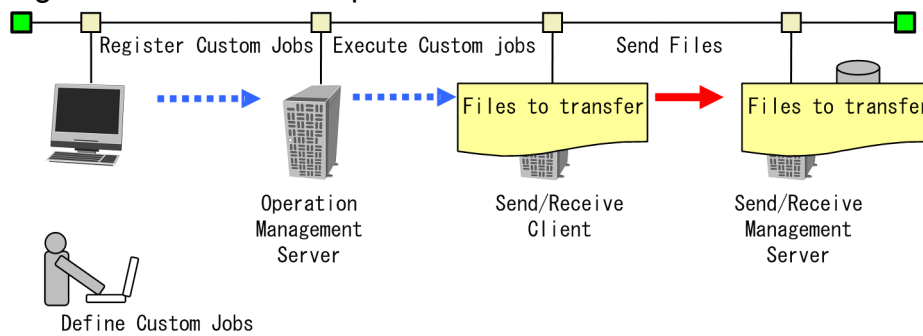 Register Custom Jobs
Execute Custom jobs
Send Files
Files to transfer
Files to transfer
Operation
Management
Server
Send/Receive
Client
Send/Receive
Management
Server
Define Custom Jobs